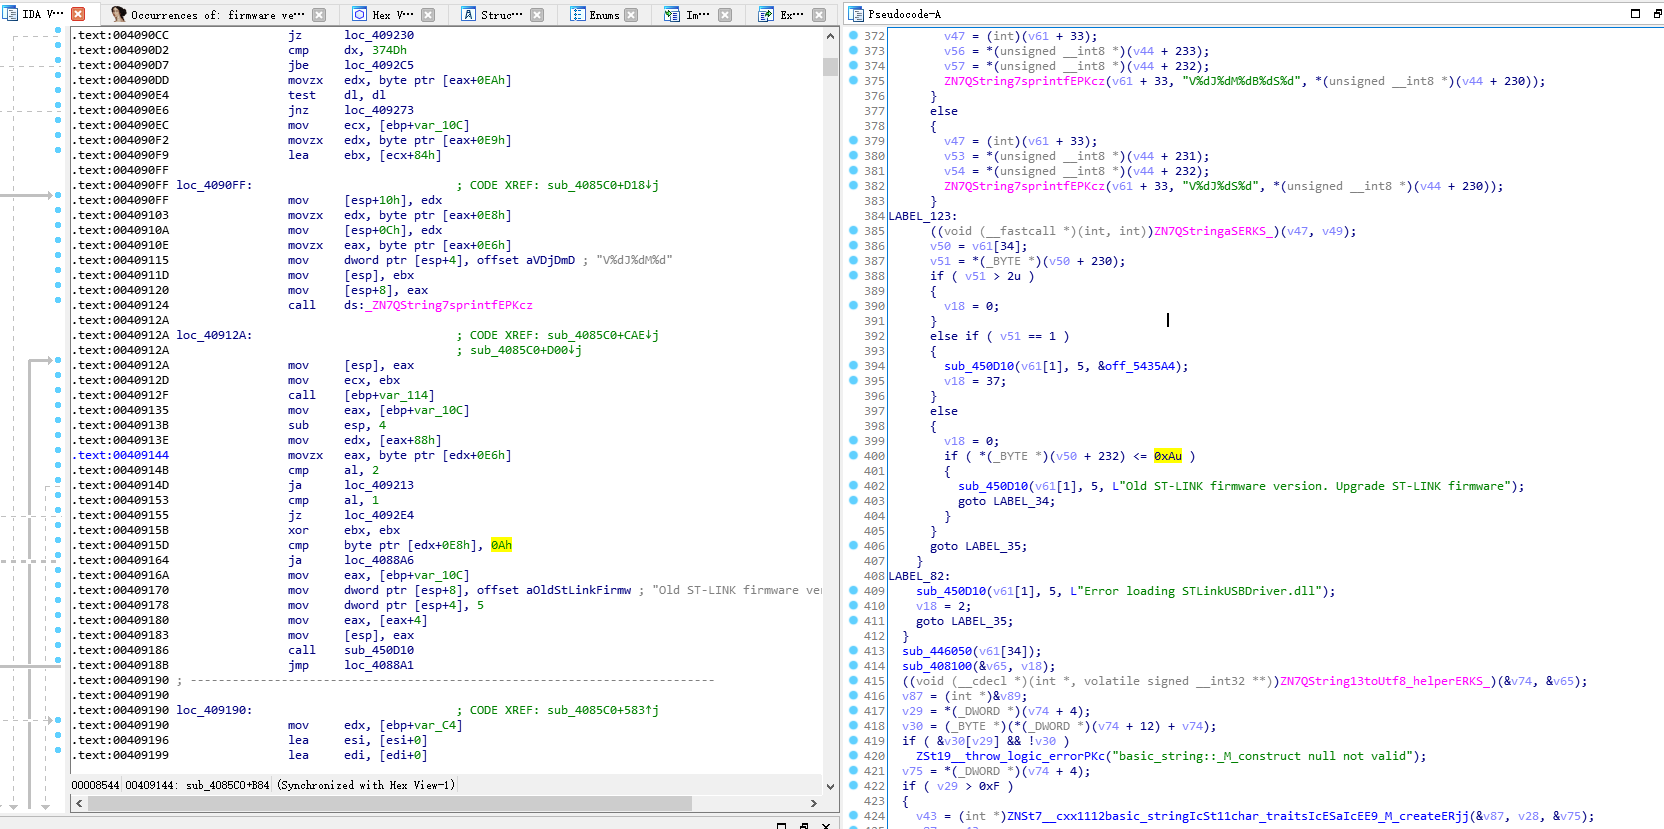 IDA V···
Occurrences of: firmware ve···
Hex V···
Struc···
Enums
Im···
Ex···
.text:004090CC jz loc_409230
.text:004090D2 cmp dx, 374Dh
.text:004090D7 jbe loc_4092C5
.text:004090DD movzx edx, byte ptr [eax+0EAh]
.text:004090E4 test dl, dl
.text:004090E6 jnz loc_409273
.text:004090EC mov ecx, [ebp+var_10C]
.text:004090F2 movzx edx, byte ptr [eax+0E9h]
.text:004090F9 lea ebx, [ecx+84h]
.text:004090FF
.text:004090FF loc_4090FF: ; CODE XREF: sub_4085C0+D18↓j
.text:004090FF mov [esp+10h], edx
.text:00409103 movzx edx, byte ptr [eax+0E8h]
.text:0040910A mov [esp+0Ch], edx
.text:0040910E movzx eax, byte ptr [eax+0E6h]
.text:00409115 mov dword ptr [esp+4], offset aVDjDmD ; "V%dJ%dM%d"
.text:0040911D mov [esp], ebx
.text:00409120 mov [esp+8], eax
.text:00409124 call ds:_ZN7QString7sprintfEPKcz
.text:0040912A
.text:0040912A loc_40912A: ; CODE XREF: sub_4085C0+CAE↓j
.text:0040912A ; sub_4085C0+D00↓j
.text:0040912A mov [esp], eax
.text:0040912D mov ecx, ebx
.text:0040912F call [ebp+var_114]
.text:00409135 mov eax, [ebp+var_10C]
.text:0040913B sub esp, 4
.text:0040913E mov edx, [eax+88h]
.text:00409144 movzx eax, byte ptr [edx+0E6h]
.text:0040914B cmp al, 2
.text:0040914D ja loc_409213
.text:00409153 cmp al, 1
.text:00409155 jz loc_4092E4
.text:0040915B xor ebx, ebx
.text:0040915D cmp byte ptr [edx+0E8h], 0Ah
.text:00409164 ja loc_4088A6
.text:0040916A mov eax, [ebp+var_10C]
.text:00409170 mov dword ptr [esp+8], offset aOldStLinkFirmw ; "Old ST-LINK firmware ve
.text:00409178 mov dword ptr [esp+4], 5
.text:00409180 mov eax, [eax+4]
.text:00409183 mov [esp], eax
.text:00409186 call sub_450D10
.text:0040918B jmp loc_4088A1
.text:00409190 ; ---------------------------------------------------------------------------
.text:00409190
.text:00409190 loc_409190: ; CODE XREF: sub_4085C0+583↑j
.text:00409190 mov edx, [ebp+var_C4]
.text:00409196 lea esi, [esi+0]
.text:00409199 lea edi, [edi+0]
00008544 00409144: sub_4085C0+B84 (Synchronized with Hex View-1)
Pseudocode-A
372 v47 = (int)(v61 + 33);
373 v56 = *(unsigned __int8 *)(v44 + 233);
374 v57 = *(unsigned __int8 *)(v44 + 232);
375 ZN7QString7sprintfEPKcz(v61 + 33, "V%dJ%dM%dB%dS%d", *(unsigned __int8 *)(v44 + 230));
376 }
377 else
378 {
379 v47 = (int)(v61 + 33);
380 v53 = *(unsigned __int8 *)(v44 + 231);
381 v54 = *(unsigned __int8 *)(v44 + 232);
382 ZN7QString7sprintfEPKcz(v61 + 33, "V%dJ%dS%d", *(unsigned __int8 *)(v44 + 230));
383 }
384 LABEL_123:
385 ((void (__fastcall *)(int, int))ZN7QStringaSERKS_)(v47, v49);
386 v50 = v61[34];
387 v51 = *(_BYTE *)(v50 + 230);
388 if ( v51 > 2u )
389 {
390 v18 = 0;
391 }
392 else if ( v51 == 1 )
393 {
394 sub_450D10(v61[1], 5, &off_5435A4);
395 v18 = 37;
396 }
397 else
398 {
399 v18 = 0;
400 if ( *(_BYTE *)(v50 + 232) <= 0xAu )
401 {
402 sub_450D10(v61[1], 5, L"Old ST-LINK firmware version. Upgrade ST-LINK firmware");
403 goto LABEL_34;
404 }
405 }
406 goto LABEL_35;
407 }
408 LABEL_82:
409 sub_450D10(v61[1], 5, L"Error loading STLinkUSBDriver.dll");
410 v18 = 2;
411 goto LABEL_35;
412 }
413 sub_446050(v61[34]);
414 sub_408100(&v65, v18);
415 ((void (__cdecl *)(int *, volatile signed __int32 **))ZN7QString13toUtf8_helperERKS_)(&v74, &v65);
416 v87 = (int *)&v89;
417 v29 = *(_DWORD *)(v74 + 4);
418 v30 = (_BYTE *)(*(_DWORD *)(v74 + 12) + v74);
419 if ( &v30[v29] && !v30 )
420 ZSt19__throw_logic_errorPKc("basic_string::_M_construct null not valid");
421 v75 = *(_DWORD *)(v74 + 4);
422 if ( v29 > 0xF )
423 {
424 v43 = (int *)ZNSt7__cxx1112basic_stringIcSt11char_traitsIcESaIcEE9_M_createERjj(&v87, v28, &v75);